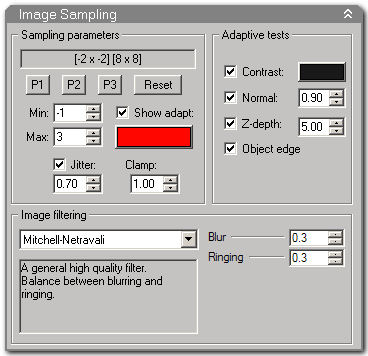 Image Sampling
Sampling parameters
[-2 x -2] [8 x 8]
P1 P2 P3 Reset
Min: -1 Show adapt:
Max: 3
Jitter: Clamp:
0.70 1.00
Adaptive tests
Contrast:
Normal: 0.90
Z-depth: 5.00
Object edge
Image filtering
Mitchell-Netravali
A general high quality filter.
Balance between blurring and
ringing.
Blur 0.3
Ringing 0.3